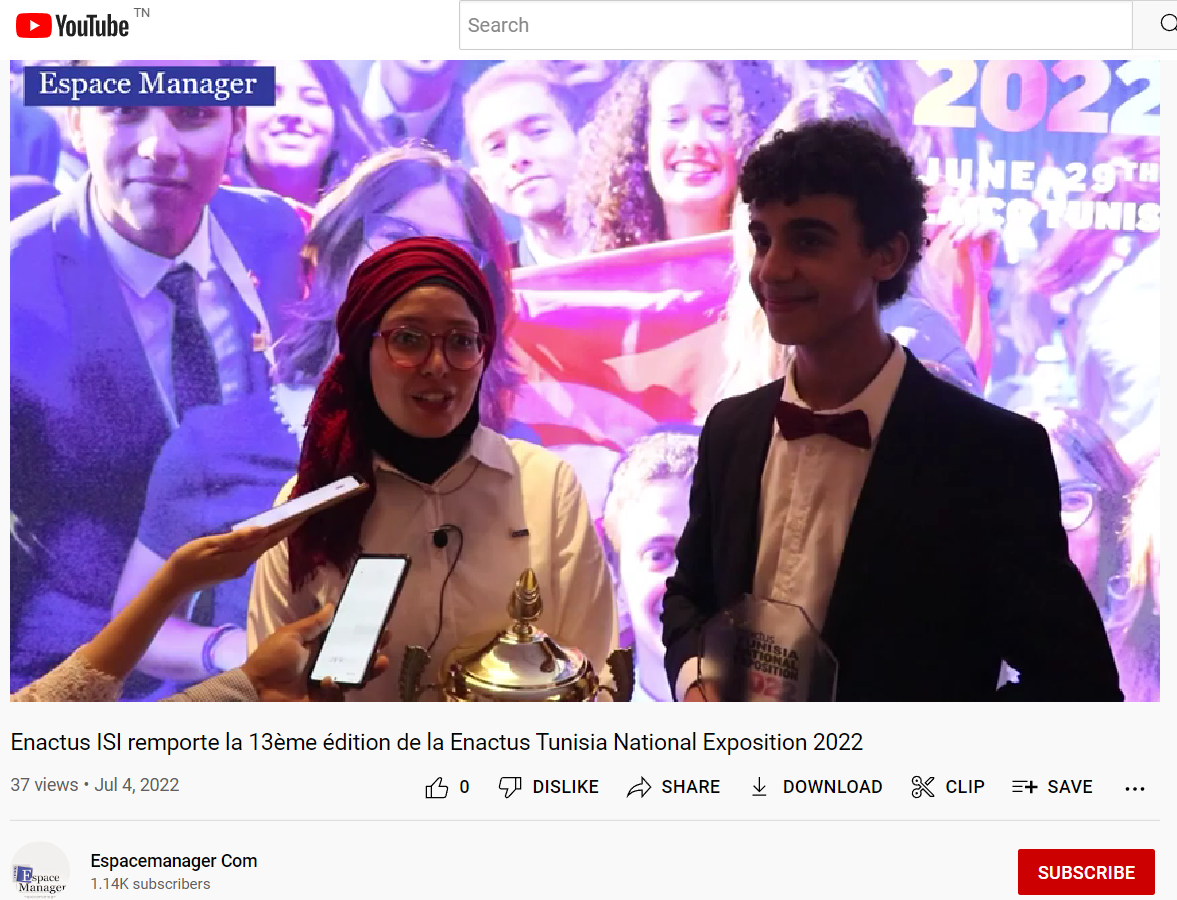 YouTube TN
Search
Espace Manager
2022
JUNE 29TH
TUNIS
TUNISIA
NATIONAL
EXPOSITION
2022
Enactus ISI remporte la 13ème édition de la Enactus Tunisia National Exposition 2022
37 views • Jul 4, 2022
0 DISLIKE SHARE DOWNLOAD CLIP SAVE
Espacemanager Com
1.14K subscribers
SUBSCRIBE
Espace
Manager